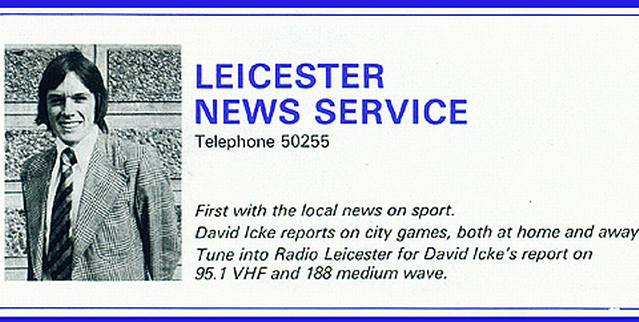 LEICESTER
NEWS SERVICE
Telephone 50255
First with the local news on sport.
David Icke reports on city games, both at home and away
Tune into Radio Leicester for David Icke's report on
95.1 VHF and 188 medium wave.